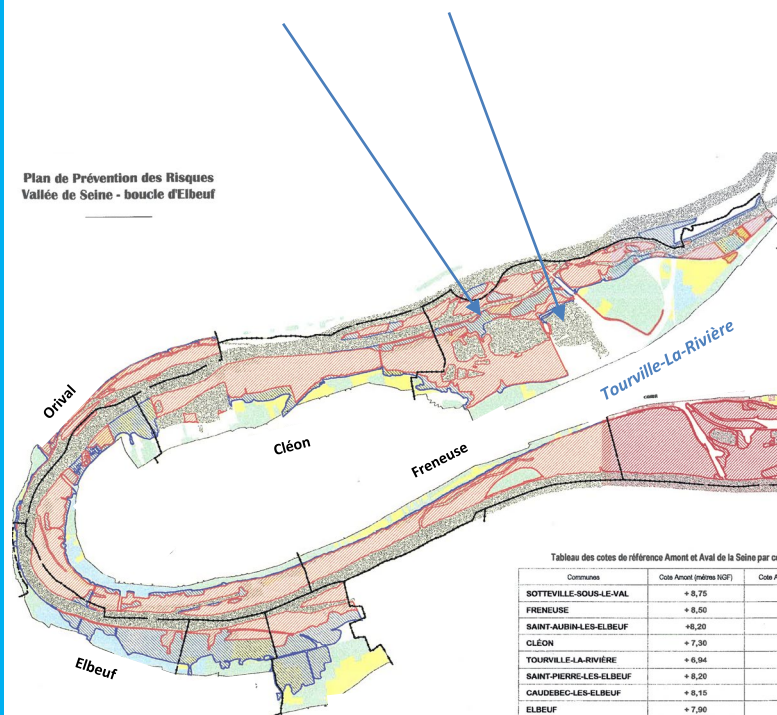 Plan de Prévention des Risques
Vallée de Seine - boucle d'Elbeuf
Orival
Cléon
Freneuse
Tourville-La-Rivière
Elbeuf
Tableau des cotes de référence Amont et Aval de la Seine par co
Communes Cote Amont (mètres NGF) Cote A
SOTTEVILLE-SOUS-LE-VAL + 8,75
FRENEUSE + 8,50
SAINT-AUBIN-LES-ELBEUF +8,20
CLÉON + 7,30
TOURVILLE-LA-RIVIÈRE + 6,94
SAINT-PIERRE-LES-ELBEUF + 8,20
CAUDEBEC-LES-ELBEUF + 8,15
ELBEUF + 7,90